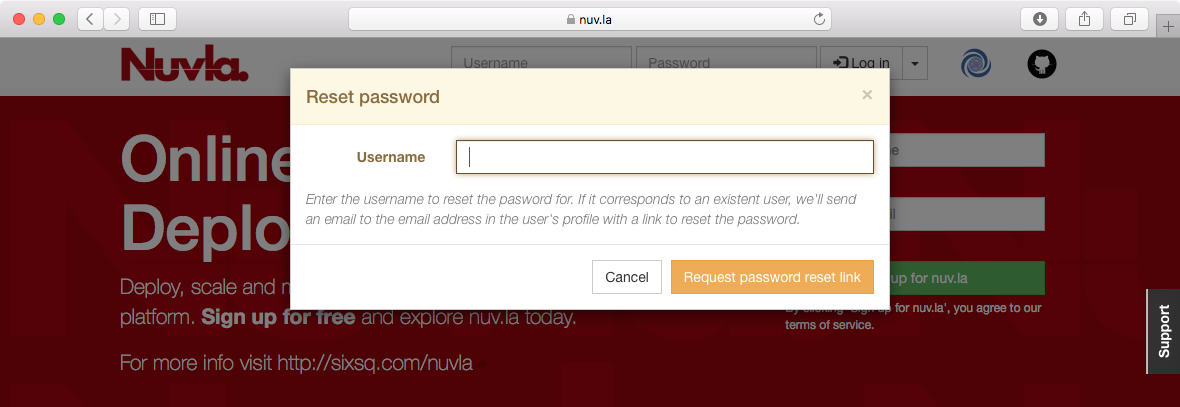 nuv.la
Nuvla.
Username
Password
Log in
Reset password
×
Username
Enter the username to reset the pasword for. If it corresponds to an existent user, we'll send
an email to the email address in the user's profile with a link to reset the password.
Cancel
Request password reset link
Online
Deplo
Deploy, scale and
platform. Sign up for free and explore nuv.la today.
For more info visit http://sixsq.com/nuvla
up for nuv.la
By clicking 'Sign up for nuv.la', you agree to our
terms of service.
Support